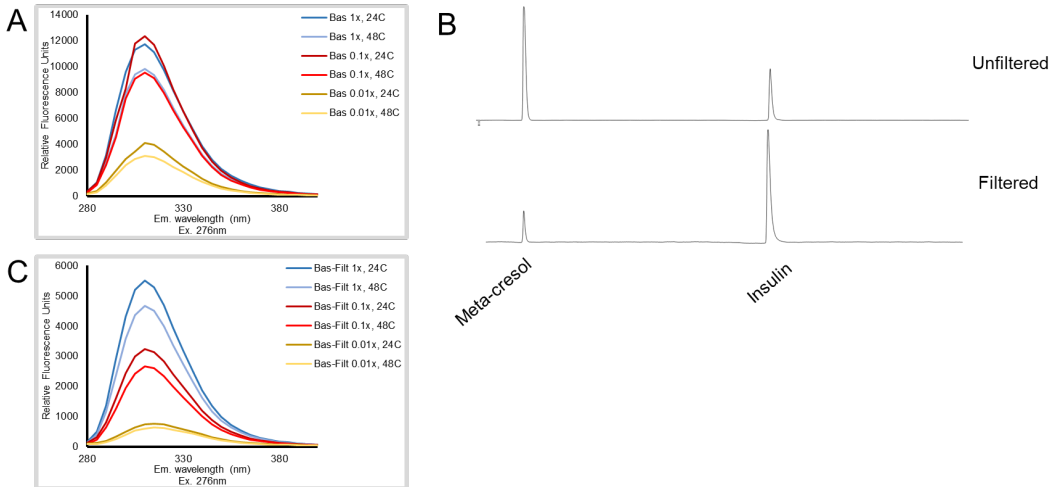 A
14000
12000
10000
8000
6000
4000
2000
0
Relative Fluorescence Units
280
330
380
Em. wavelength (nm)
Ex. 276nm
Bas 1x, 24C
Bas 1x, 48C
Bas 0.1x, 24C
Bas 0.1x, 48C
Bas 0.01x, 24C
Bas 0.01x, 48C
B
Unfiltered
Filtered
Meta-cresol
Insulin
C
6000
5000
4000
3000
2000
1000
0
Relative Fluorescence Units
280
330
380
Em. wavelength (nm)
Ex. 276nm
Bas-Filt 1x, 24C
Bas-Filt 1x, 48C
Bas-Filt 0.1x, 24C
Bas-Filt 0.1x, 48C
Bas-Filt 0.01x, 24C
Bas-Filt 0.01x, 48C